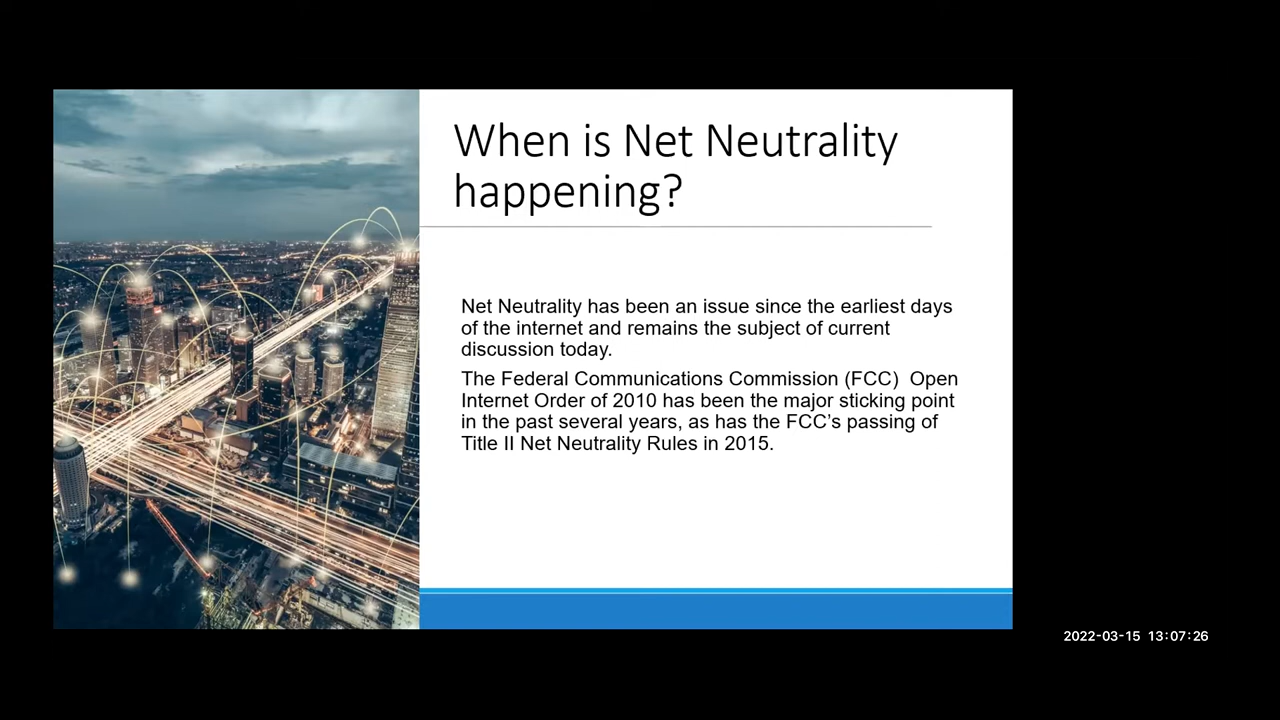 When is Net Neutrality
happening?
Net Neutrality has been an issue since the earliest days
of the internet and remains the subject of current
discussion today.
The Federal Communications Commission (FCC)  Open
Internet Order of 2010 has been the major sticking point
in the past several years, as has the FCC’s passing of
Title II Net Neutrality Rules in 2015.
2022-03-15 13:07:26